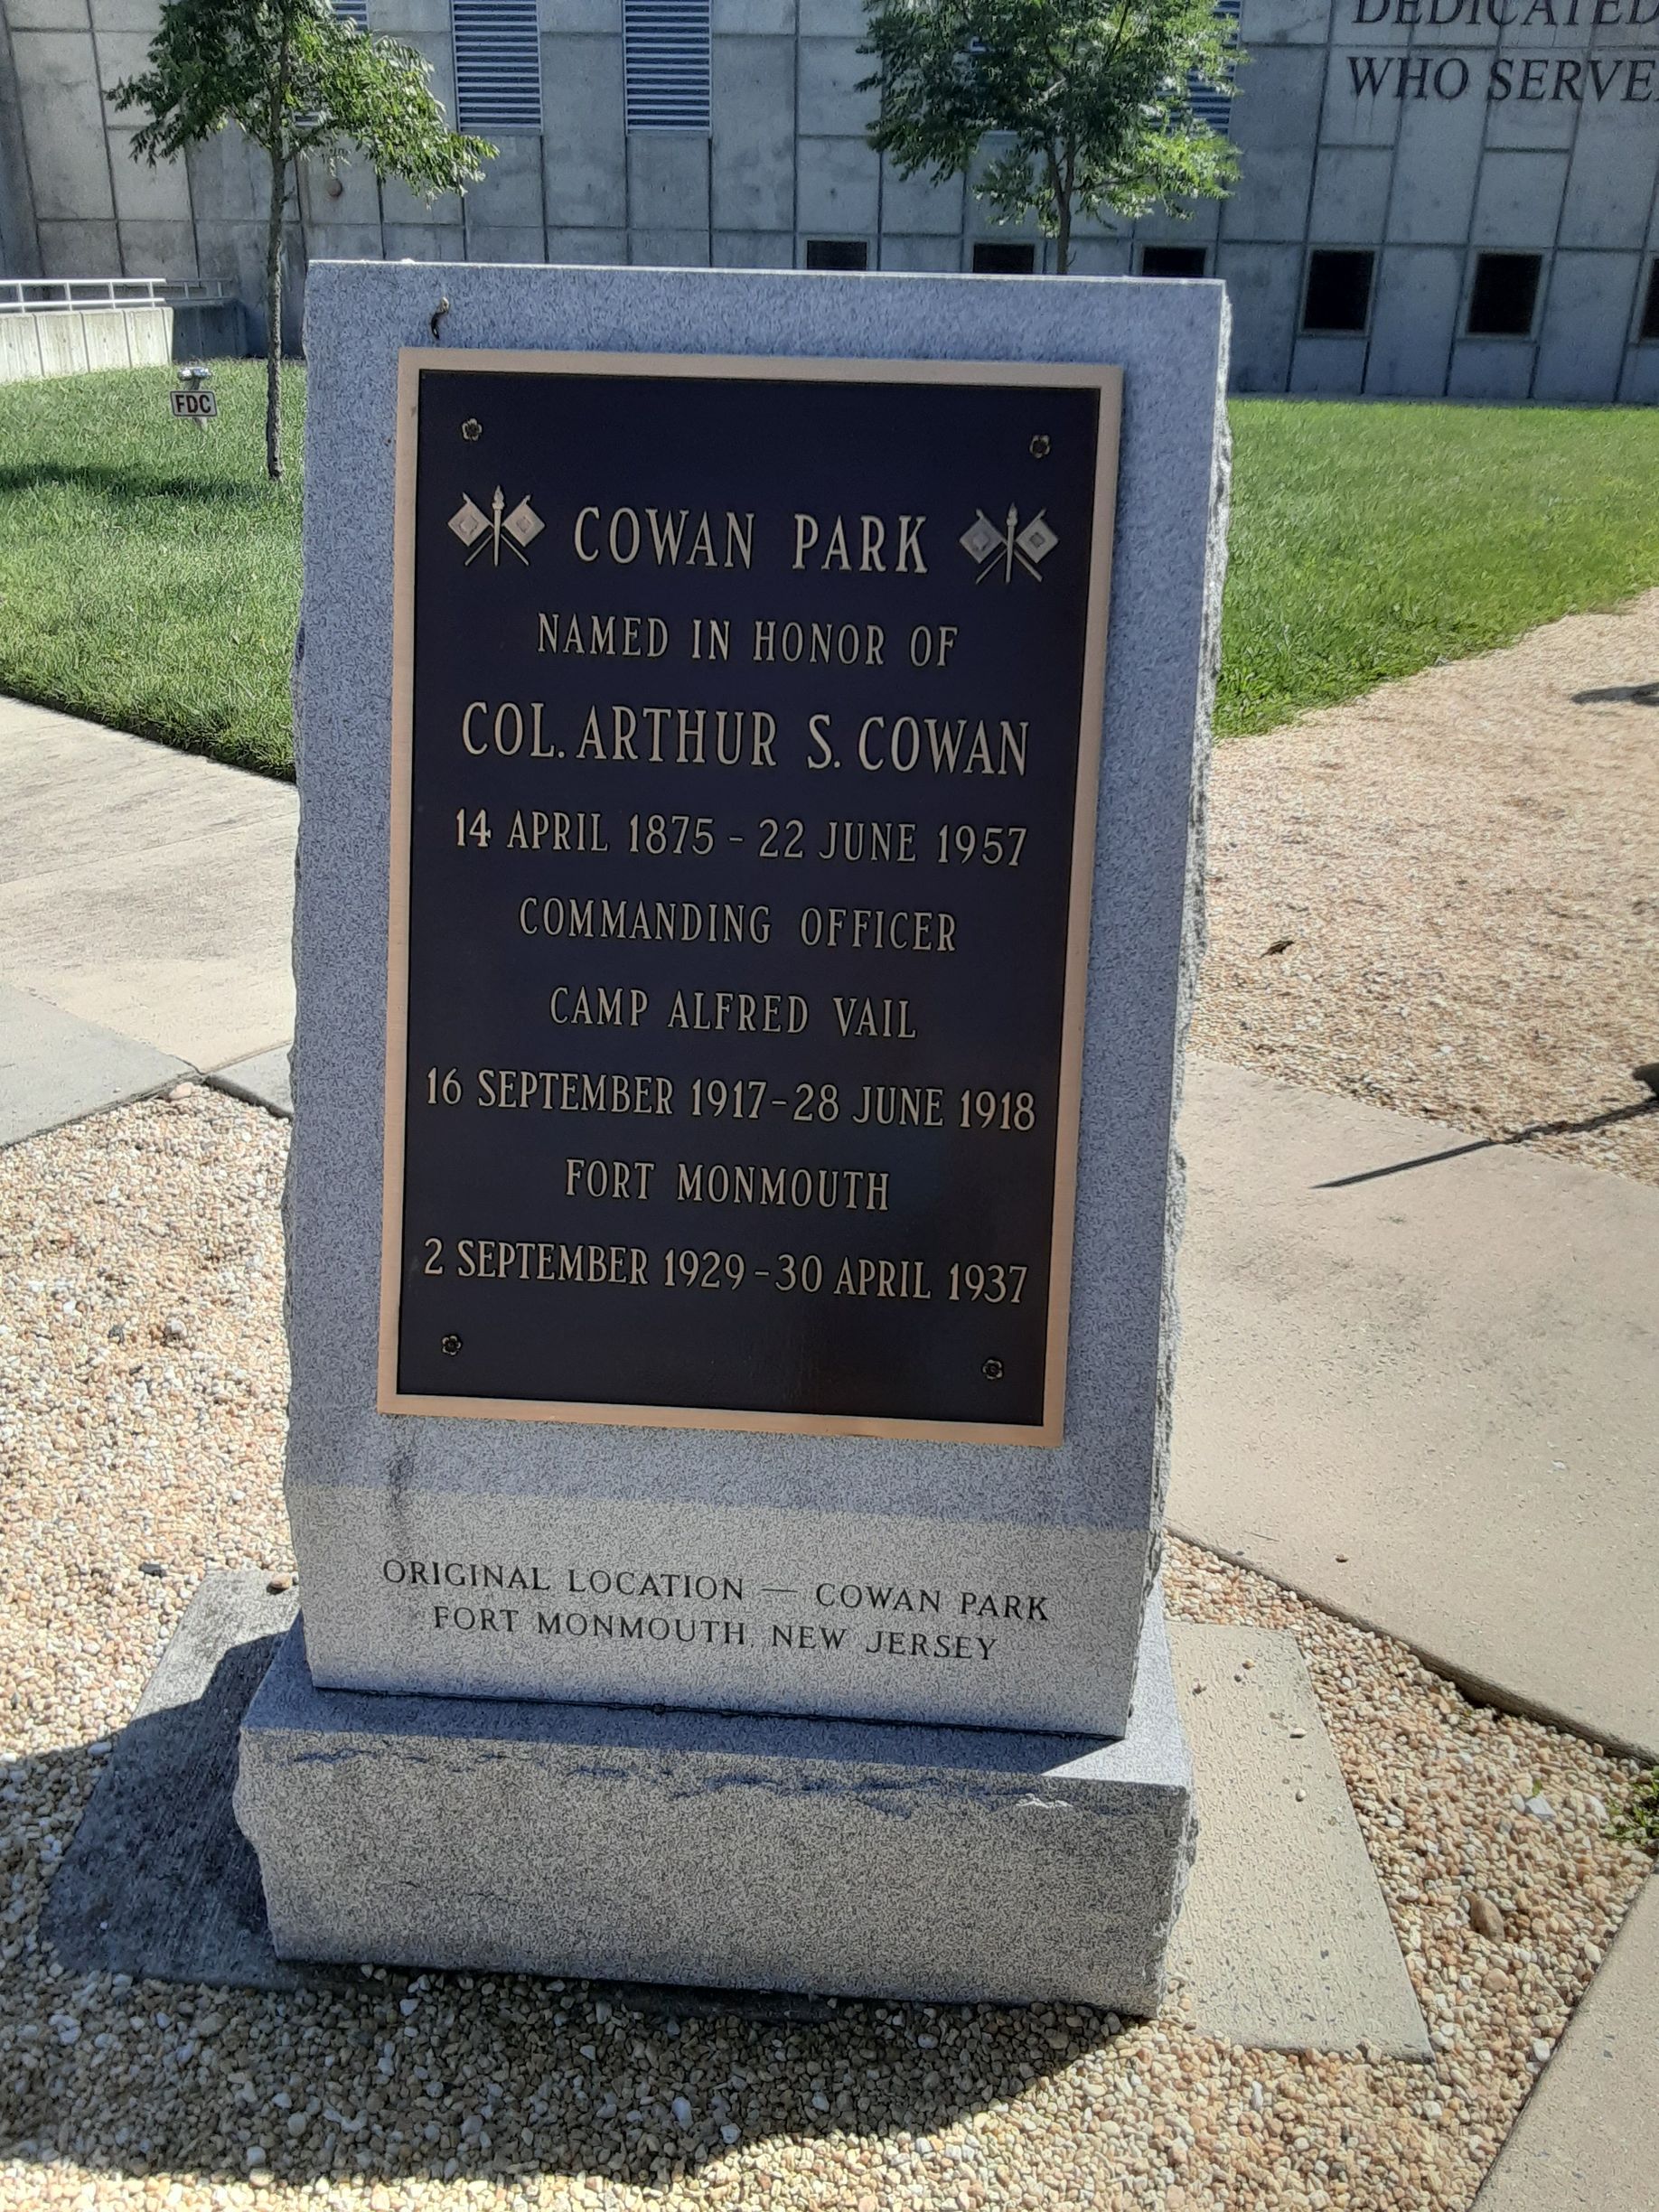 DEDICATED
WHO SERVE
FDC
COWAN PARK
NAMED IN HONOR OF
COL. ARTHUR S. COWAN
14 APRIL 1875 - 22 JUNE 1957
COMMANDING OFFICER
CAMP ALFRED VAIL
16 SEPTEMBER 1917-28 JUNE 1918
FORT MONMOUTH
2 SEPTEMBER 1929-30 APRIL 1937
ORIGINAL LOCATION — COWAN PARK
FORT MONMOUTH, NEW JERSEY